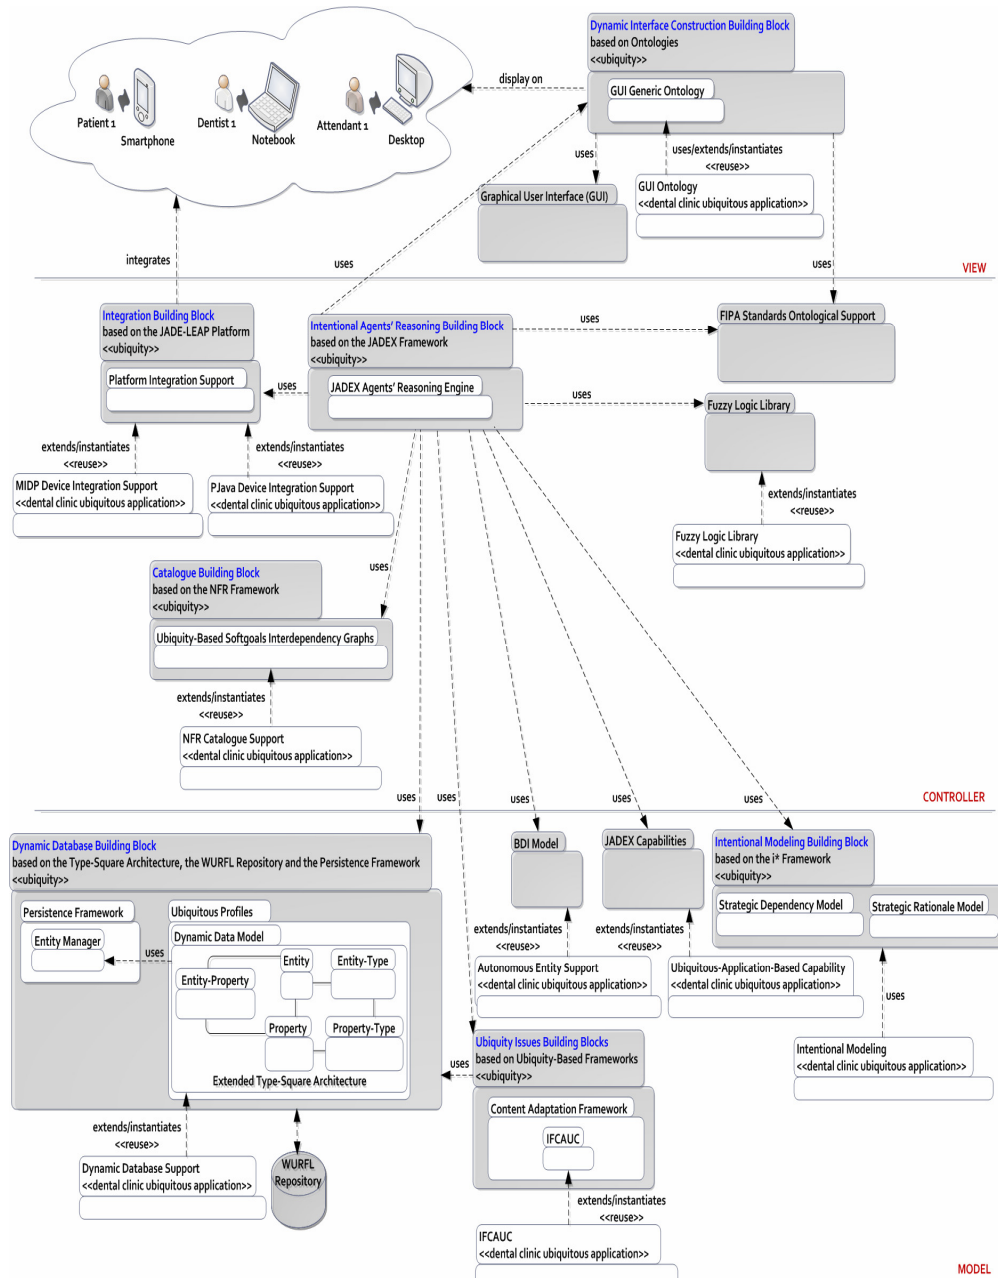 Dynamic Interface Construction Building Block
based on Ontologies
<<ubiquity>>
GUI Generic Ontology
display on
Patient 1
Smartphone
Dentist 1
Notebook
Attendant 1
Desktop
uses
uses/extends/instantiates
<<reuse>>
Graphical User Interface (GUI)
GUI Ontology
<<dental clinic ubiquitous application>>
integrates
uses
uses
VIEW
Integration Building Block
based on the JADE-LEAP Platform
<<ubiquity>>
Platform Integration Support
Intentional Agents' Reasoning Building Block
based on the JADEX Framework
<<ubiquity>>
JADEX Agents' Reasoning Engine
uses
uses
FIPA Standards Ontological Support
uses
Fuzzy Logic Library
extends/instantiates
<<reuse>>
extends/instantiates
<<reuse>>
MIDP Device Integration Support
<<dental clinic ubiquitous application>>
PJava Device Integration Support
<<dental clinic ubiquitous application>>
extends/instantiates
<<reuse>>
Fuzzy Logic Library
<<dental clinic ubiquitous application>>
uses
Catalogue Building Block
based on the NFR Framework
<<ubiquity>>
Ubiquity-Based Softgoals Interdependency Graphs
extends/instantiates
<<reuse>>
NFR Catalogue Support
<<dental clinic ubiquitous application>>
uses
uses
uses
uses
uses
CONTROLLER
Dynamic Database Building Block
based on the Type-Square Architecture, the WURFL Repository and the Persistence Framework
<<ubiquity>>
Persistence Framework
Entity Manager
uses
Ubiquitous Profiles
Dynamic Data Model
Entity
Entity-Type
Entity-Property
Property
Property-Type
Extended Type-Square Architecture
BDI Model
JADEX Capabilities
Intentional Modeling Building Block
based on the i* Framework
<<ubiquity>>
Strategic Dependency Model
Strategic Rationale Model
extends/instantiates
<<reuse>>
extends/instantiates
<<reuse>>
Autonomous Entity Support
<<dental clinic ubiquitous application>>
Ubiquitous-Application-Based Capability
<<dental clinic ubiquitous application>>
uses
Intentional Modeling
<<dental clinic ubiquitous application>>
uses
Ubiquity Issues Building Blocks
based on Ubiquity-Based Frameworks
<<ubiquity>>
Content Adaptation Framework
IFCAUC
extends/instantiates
<<reuse>>
Dynamic Database Support
<<dental clinic ubiquitous application>>
WURFL
Repository
extends/instantiates
<<reuse>>
IFCAUC
<<dental clinic ubiquitous application>>
MODEL